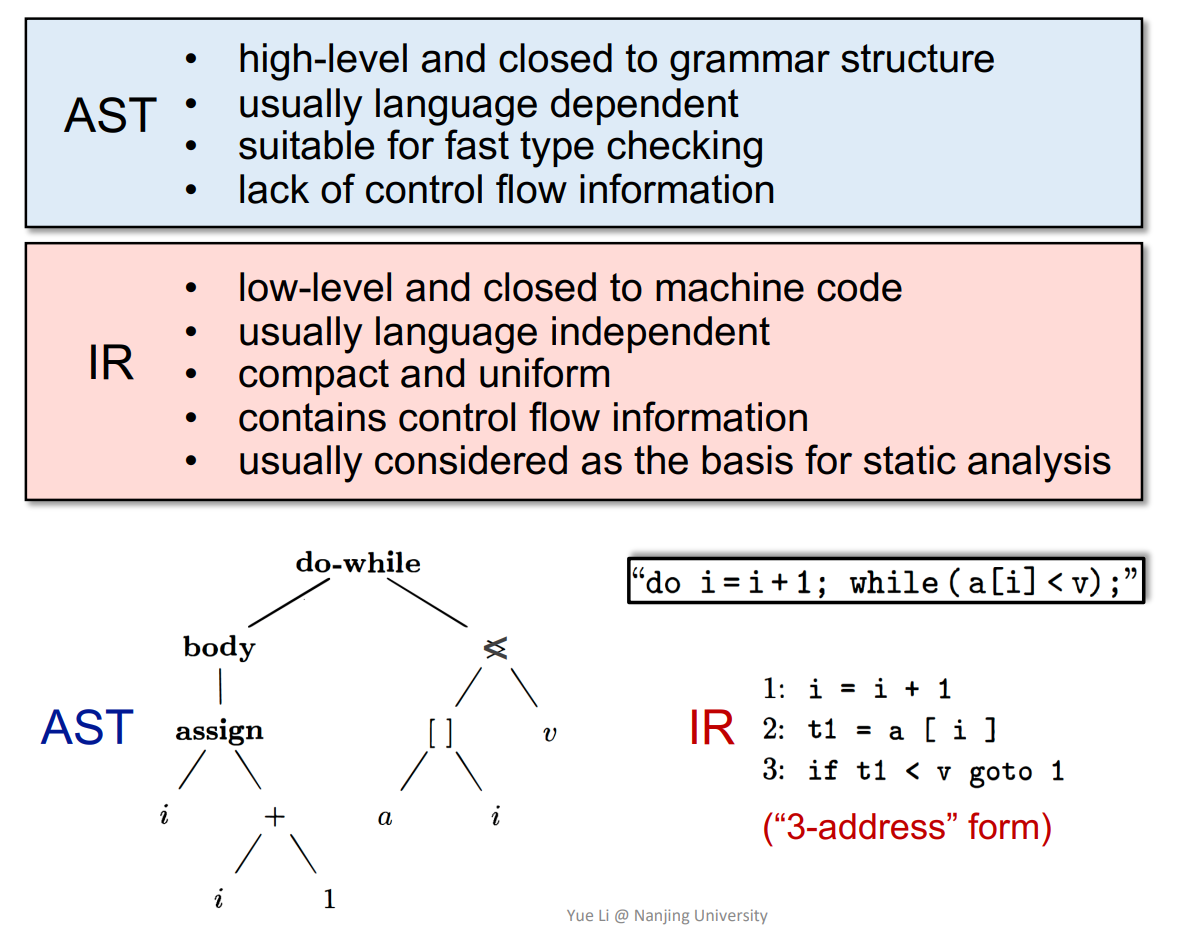 AST
• high-level and closed to grammar structure
• usually language dependent
• suitable for fast type checking
• lack of control flow information
IR
• low-level and closed to machine code
• usually language independent
• compact and uniform
• contains control flow information
• usually considered as the basis for static analysis
AST
do-while
body
assign
i +
i 1
<
[ ] v
a i
“do i=i+1; while(a[i]<v);”
IR
1: i = i + 1
2: t1 = a [ i ]
3: if t1 < v goto 1
(“3-address” form)
Yue Li @ Nanjing University